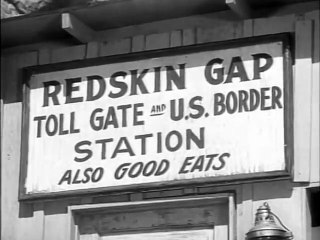 REDSKIN GAP
TOLL GATE AND U.S. BORDER
STATION
ALSO GOOD EATS